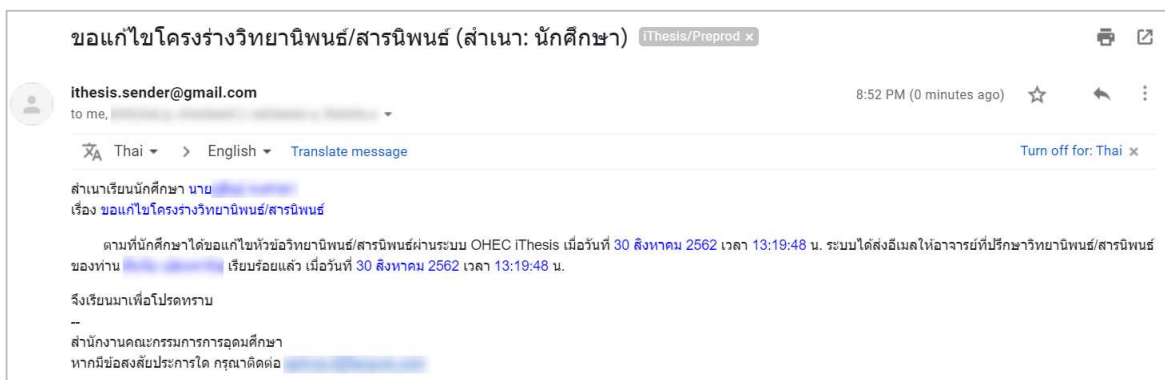 ขอแก้ไขโครงร่างวิทยานิพนธ์/สารนิพนธ์ (สำเนา: นักศึกษา) iThesis/Preprod ×
ithesis.sender@gmail.com 8:52 PM (0 minutes ago)
to me,
Thai > English Translate message Turn off for: Thai ×
สำเนาเรียนนักศึกษา นาย
เรื่อง ขอแก้ไขโครงร่างวิทยานิพนธ์/สารนิพนธ์
ตามที่นักศึกษาได้ขอแก้ไขหัวข้อวิทยานิพนธ์/สารนิพนธ์ผ่านระบบ OHEC iThesis เมื่อวันที่ 30 สิงหาคม 2562 เวลา 13:19:48 น. ระบบได้ส่งอีเมลให้อาจารย์ที่ปรึกษาวิทยานิพนธ์/สารนิพนธ์
ของท่าน เรียบร้อยแล้ว เมื่อวันที่ 30 สิงหาคม 2562 เวลา 13:19:48 น.
จึงเรียนมาเพื่อโปรดทราบ
--
สำนักงานคณะกรรมการการอุดมศึกษา
หากมีข้อสงสัยประการใด กรุณาติดต่อ